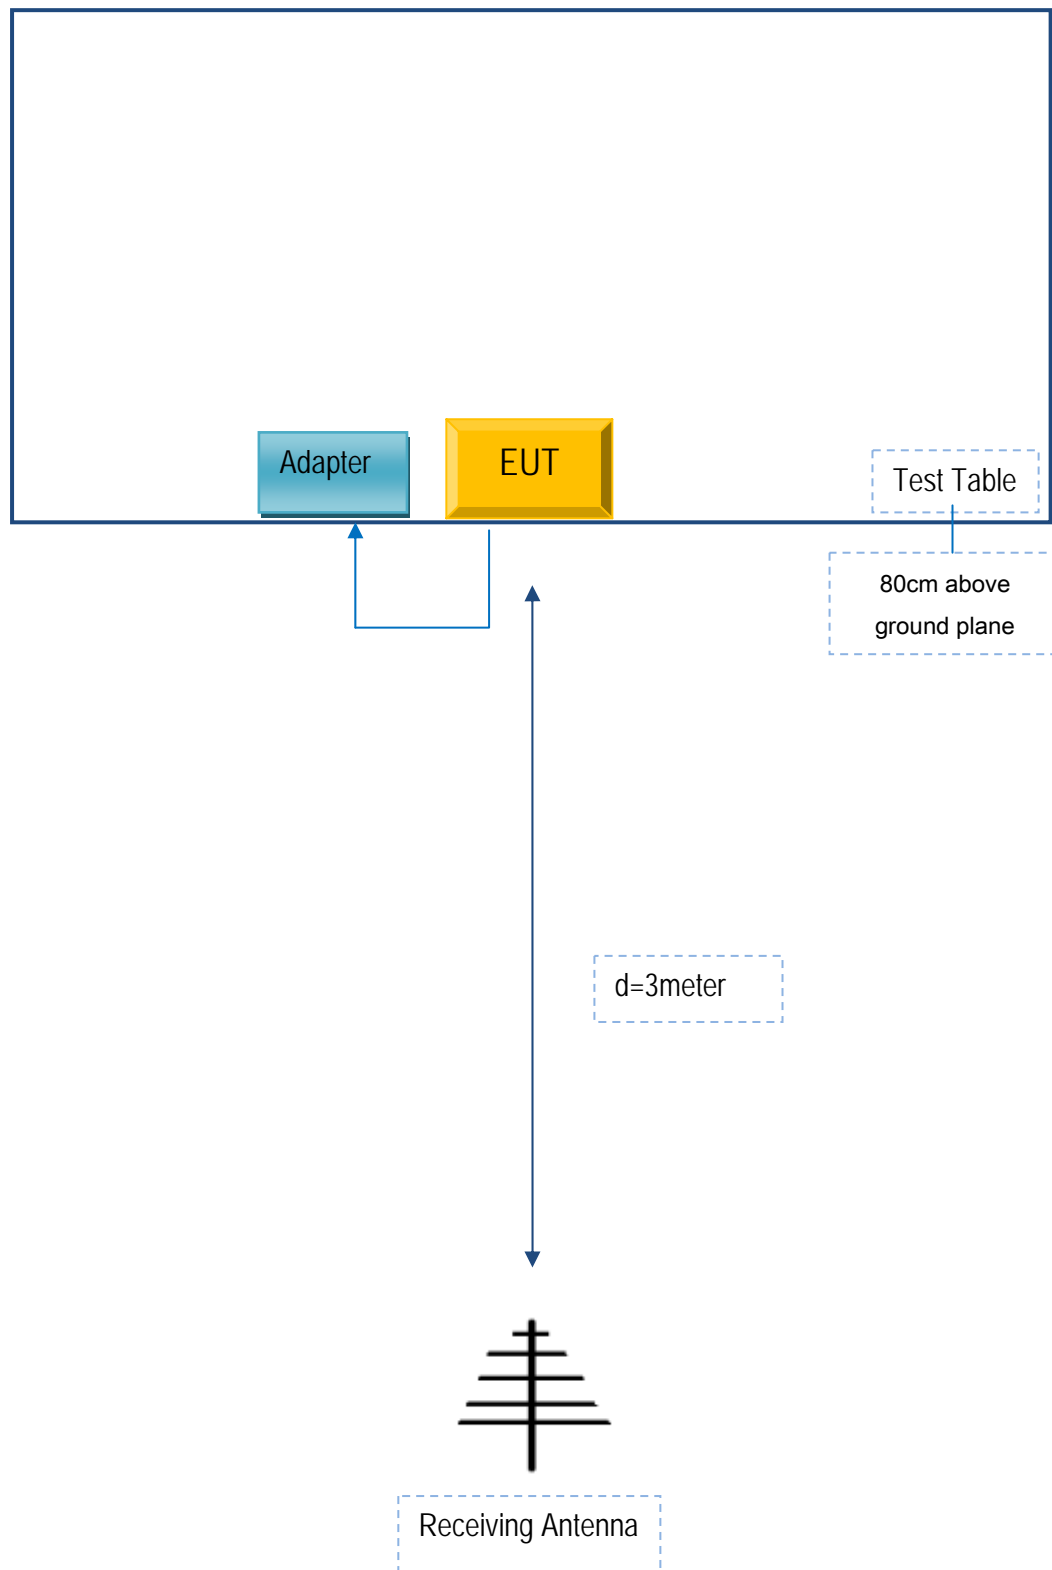 Adapter
EUT
Test Table
80cm above
ground plane
d=3meter
Receiving Antenna